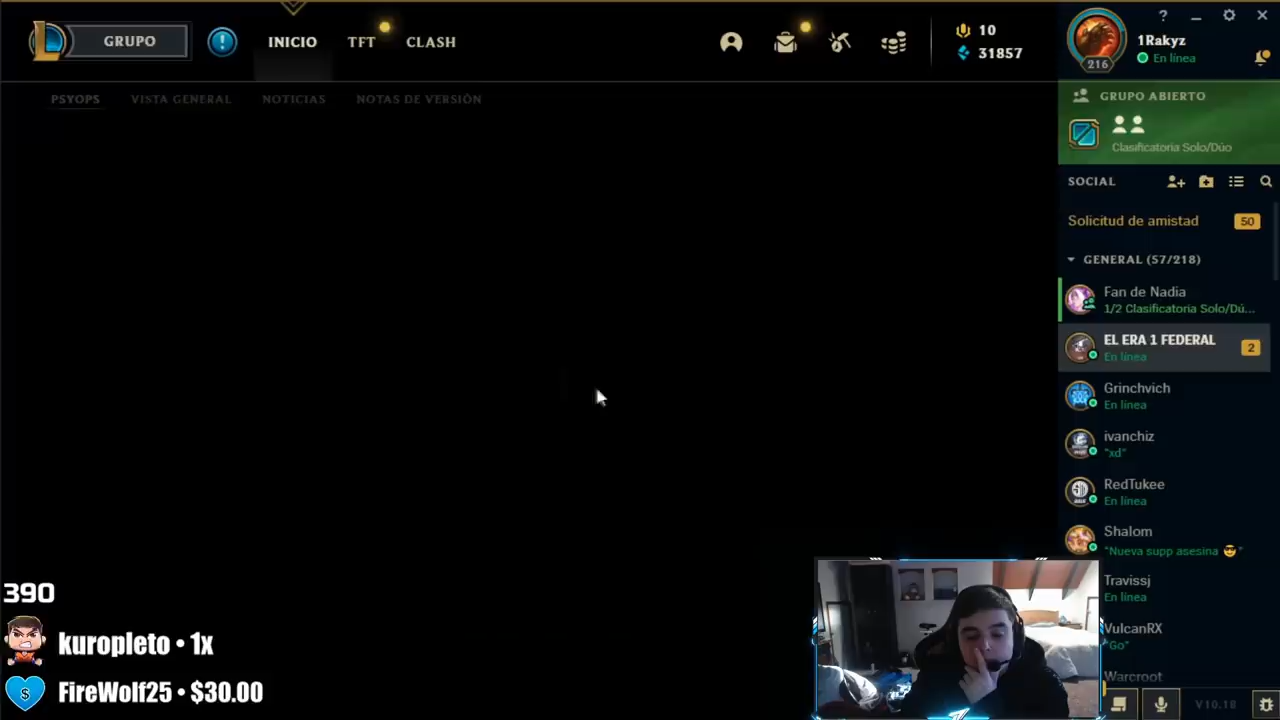 GRUPO
INICIO
TFT
CLASH
10
31857
216
1Rakyz
En línea
PSYOPS
VISTA GENERAL
NOTICIAS
NOTAS DE VERSIÓN
GRUPO ABIERTO
Clasificatoria Solo/Dúo
SOCIAL
Solicitud de amistad
50
GENERAL (57/218)
Fan de Nadia
1/2 Clasificatoria Solo/Dú...
EL ERA 1 FEDERAL
En línea
2
Grinchvich
En línea
ivanchiz
"xd"
RedTukee
En línea
Shalom
"Nueva supp asesina 😎"
Travissj
En línea
VulcanRX
"Go"
Warcroot
V10.18
390
kuropleto • 1x
FireWolf25 • $30.00